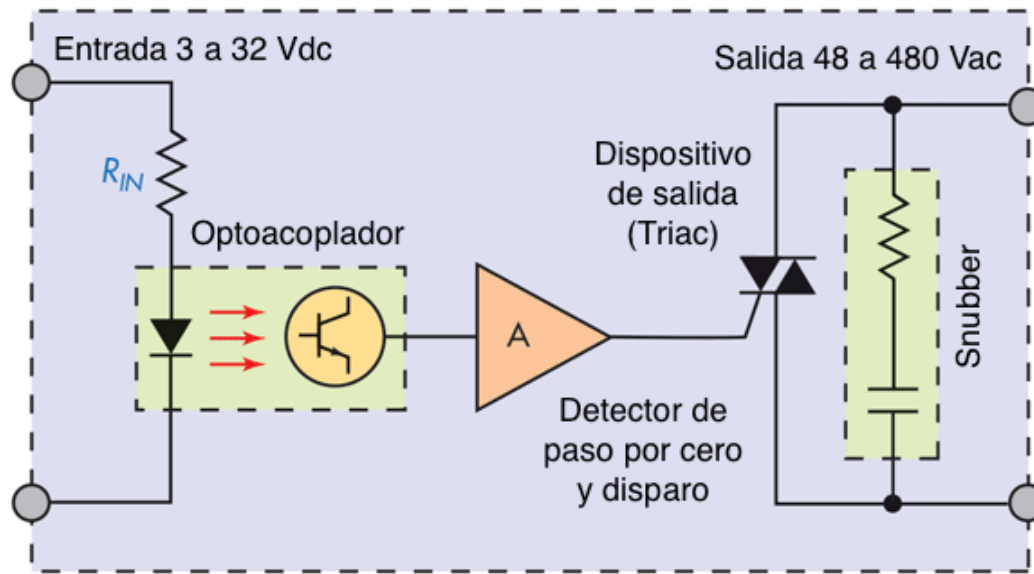 Entrada 3 a 32 Vdc
Salida 48 a 480 Vac
R_IN
Optoacoplador
Dispositivo
de salida
(Triac)
A
Detector de
paso por cero
y disparo
Snubber